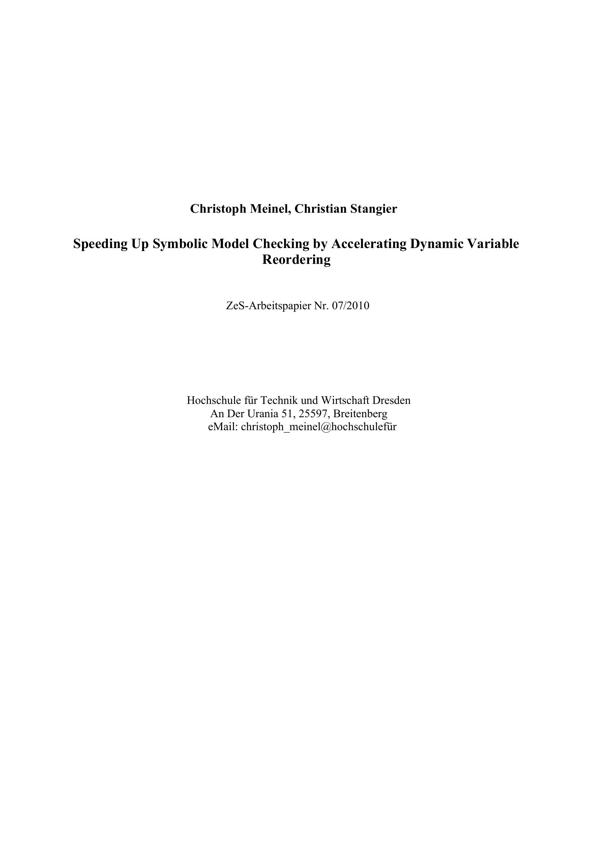 Christoph Meinel, Christian Stangier
Speeding Up Symbolic Model Checking by Accelerating Dynamic Variable
Reordering
ZeS-Arbeitspapier Nr. 07/2010
Hochschule für Technik und Wirtschaft Dresden
An Der Urania 51, 25597, Breitenberg
eMail: christoph_meinel@hochschulefür